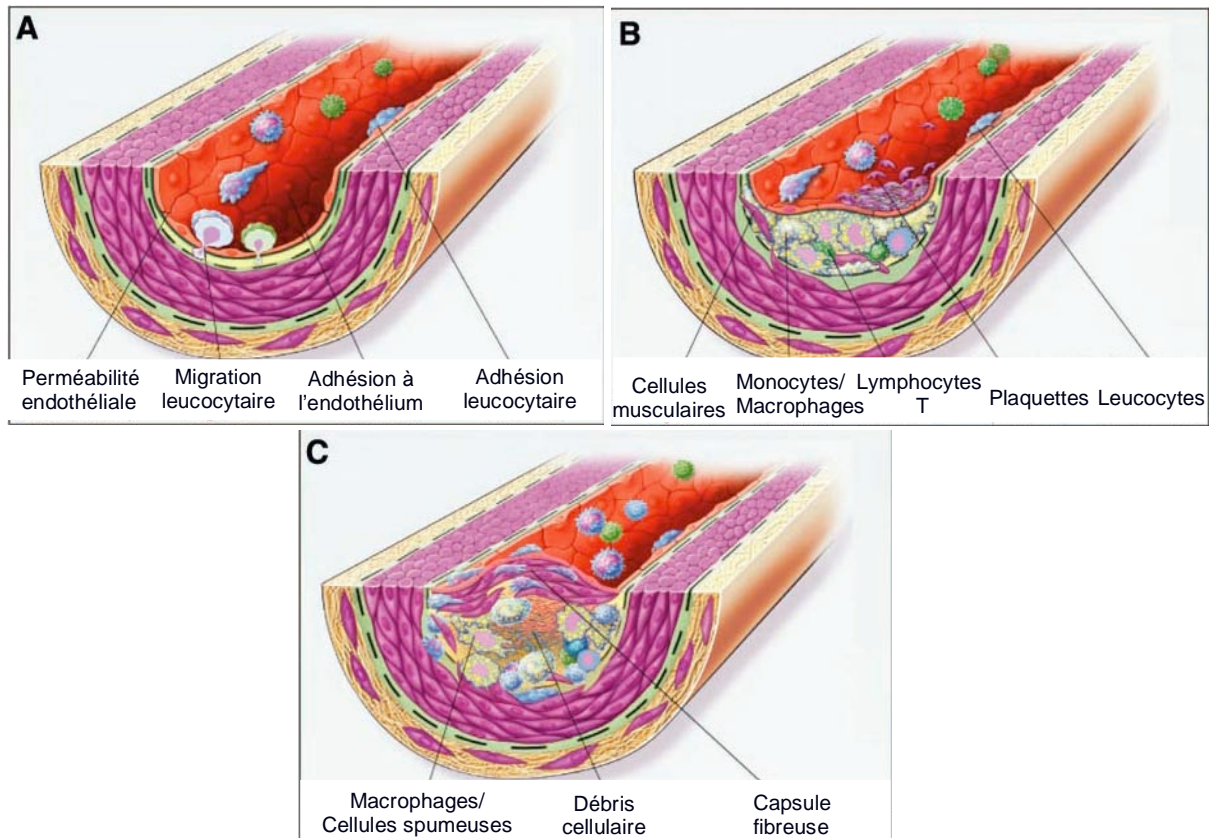 A
Perméabilité
endothéliale
Migration
leucocytaire
Adhésion à
l'endothélium
Adhésion
leucocytaire
B
Cellules
musculaires
Monocytes/
Macrophages
Lymphocytes
T
Plaquettes
Leucocytes
C
Macrophages/
Cellules spumeuses
Débris
cellulaire
Capsule
fibreuse